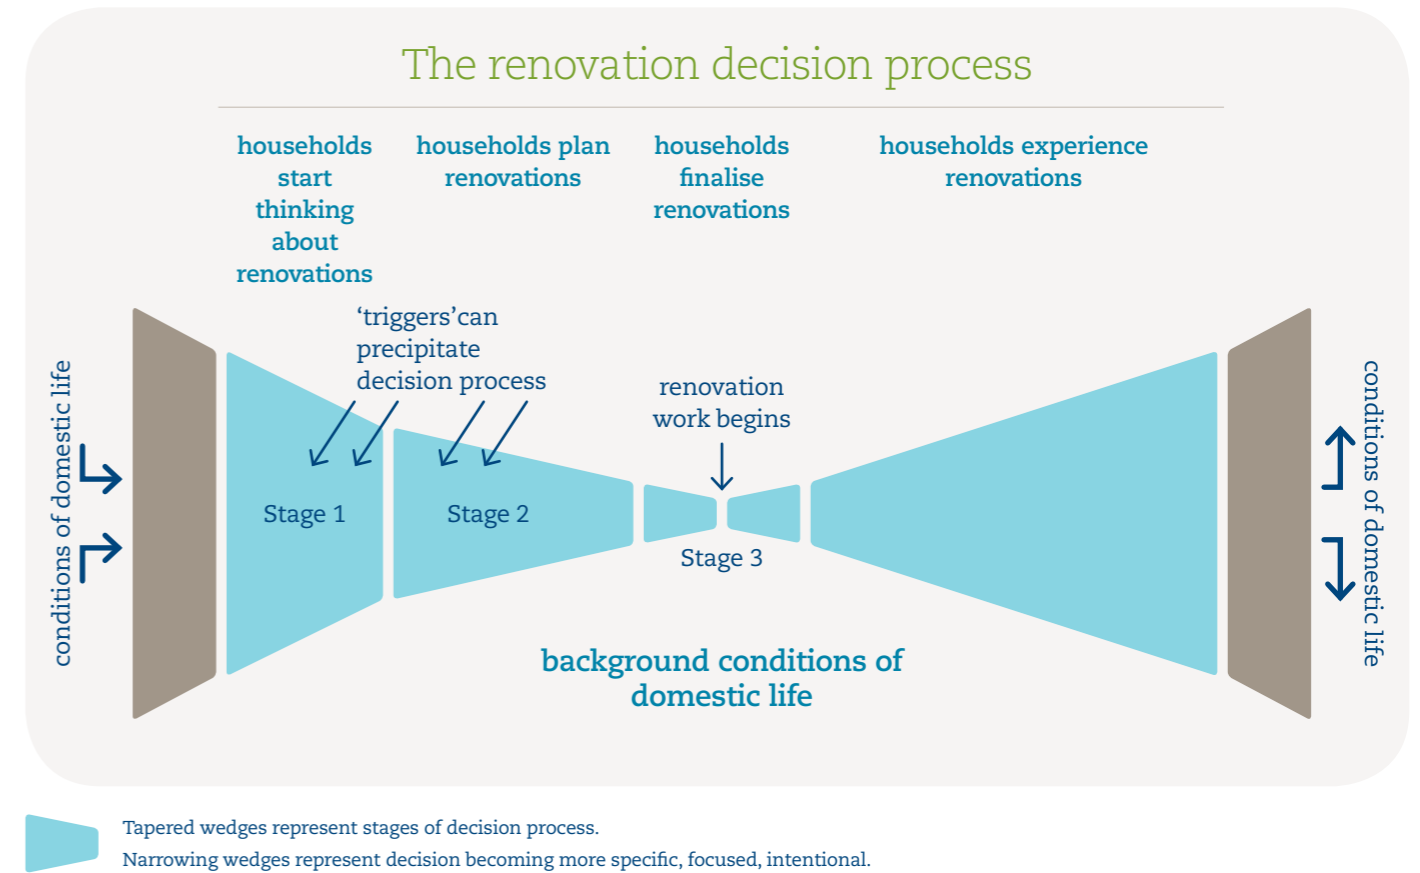 The renovation decision process
households
start
thinking
about
renovations
households plan
renovations
households
finalise
renovations
households experience
renovations
‘triggers’can
precipitate
decision process
renovation
work begins
conditions of domestic life
Stage 1
Stage 2
Stage 3
conditions of domestic life
background conditions of
domestic life
Tapered wedges represent stages of decision process.
Narrowing wedges represent decision becoming more specific, focused, intentional.